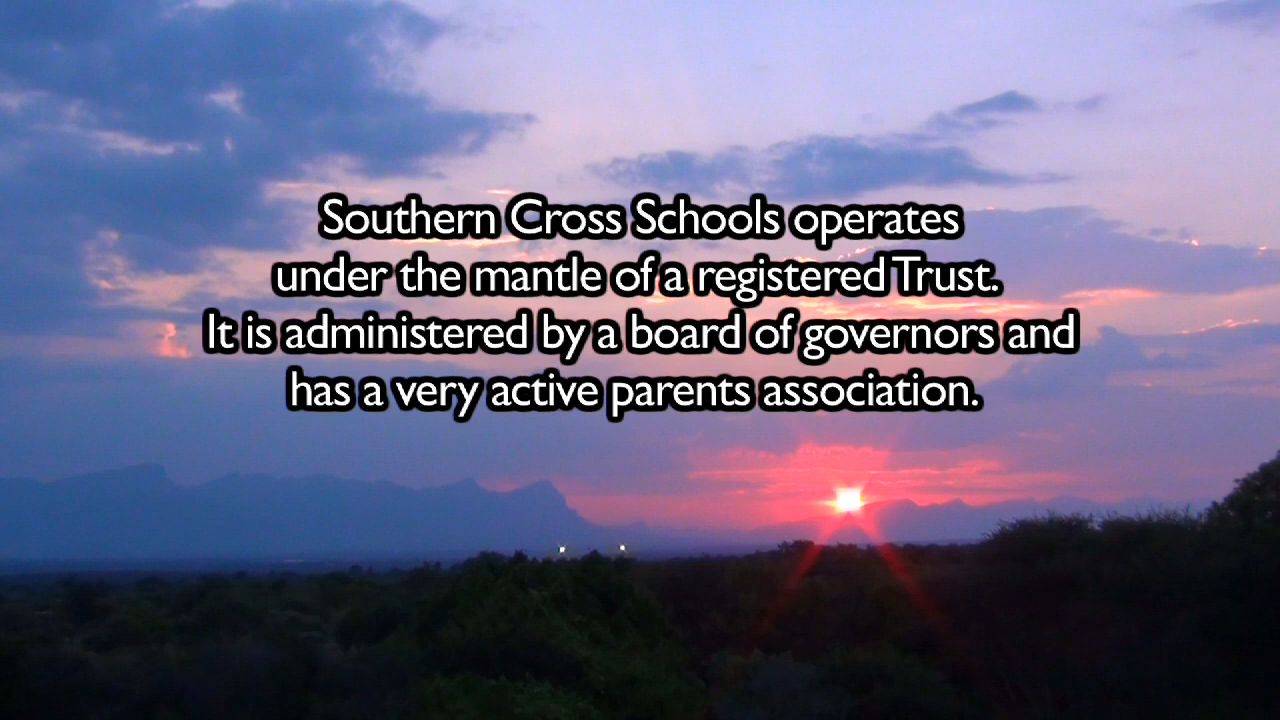 Southern Cross Schools operates
under the mantle of a registered Trust.
It is administered by a board of governors and
has a very active parents association.